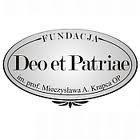 FUNDACJA
Deo et Patriae
im. prof. Mieczysława A. Krąpca OP